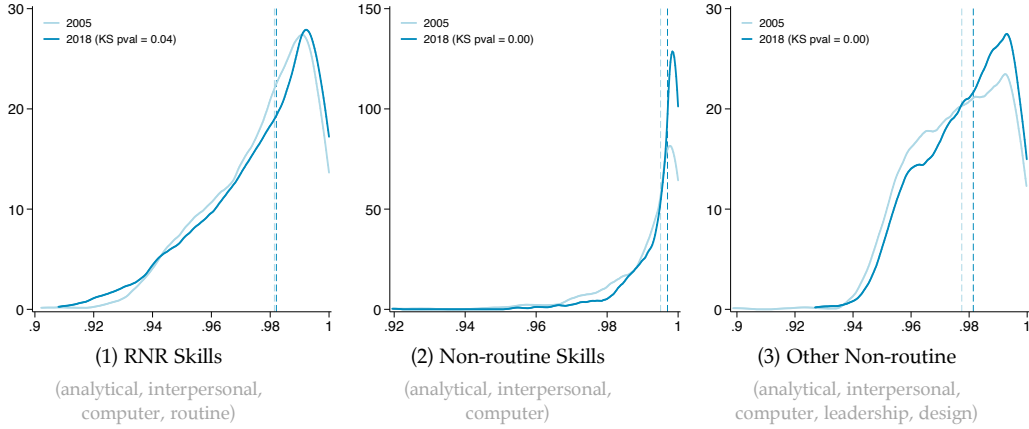 30
20
10
0
.9
.92
.94
.96
.98
1
2005
2018 (KS pval = 0.04)
(1) RNR Skills
(analytical, interpersonal,
computer, routine)
150
100
50
0
.92
.94
.96
.98
1
2005
2018 (KS pval = 0.00)
(2) Non-routine Skills
(analytical, interpersonal,
computer)
30
20
10
0
.9
.92
.94
.96
.98
1
2005
2018 (KS pval = 0.00)
(3) Other Non-routine
(analytical, interpersonal,
computer, leadership, design)